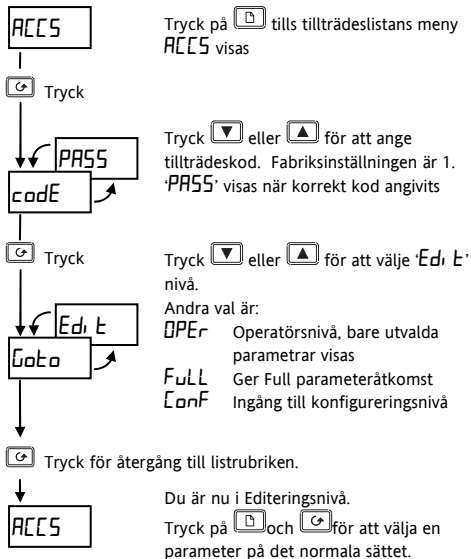 ACCS
Tryck på tills tillträdeslistans meny
ACCS visas
Tryck
PASS
codE
Tryck eller för att ange
tillträdeskod. Fabriksinställningen är 1.
‘PASS’ visas när korrekt kod angivits
Tryck
Edit
Goto
Tryck eller för att välje ‘Edit’
nivå.
Andra val är:
OPEr Operatörsnivå, bare utvalda
parametrar visas
FuLL Ger Full parameteråtkomst
ConF Ingång till konfigureringsnivå
Tryck för återgång till listrubriken.
ACCS
Du är nu i Editeringsnivå.
Tryck på och för att välja en
parameter på det normala sättet.